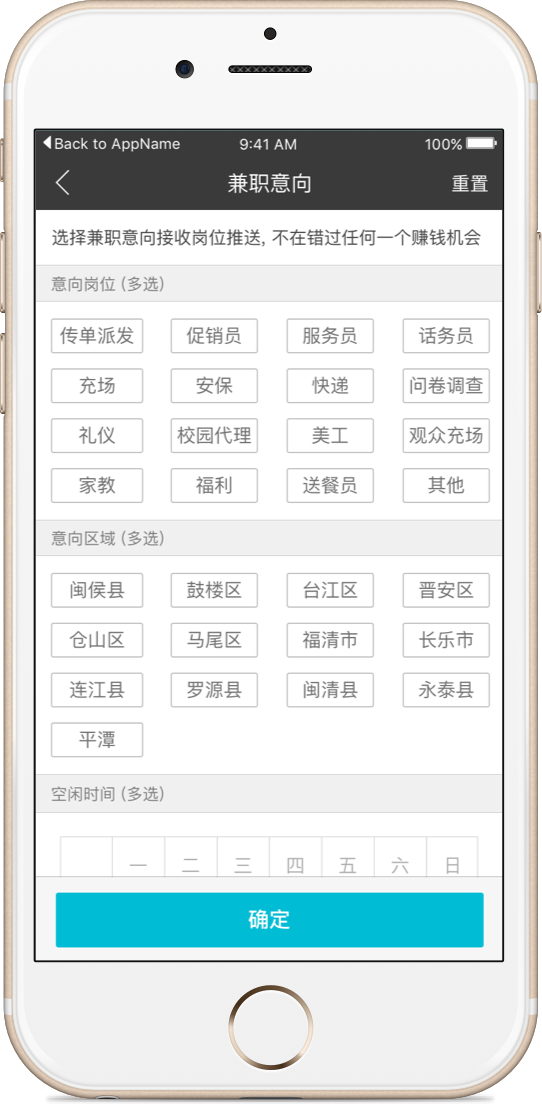 Back to AppName 9:41 AM 100%
兼职意向 重置
选择兼职意向接收岗位推送, 不在错过任何一个赚钱机会
意向岗位 (多选)
传单派发 促销员 服务员 话务员
充场 安保 快递 问卷调查
礼仪 校园代理 美工 观众充场
家教 福利 送餐员 其他
意向区域 (多选)
闽侯县 鼓楼区 台江区 晋安区
仓山区 马尾区 福清市 长乐市
连江县 罗源县 闽清县 永泰县
平潭
空闲时间 (多选)
一 二 三 四 五 六 日
确定